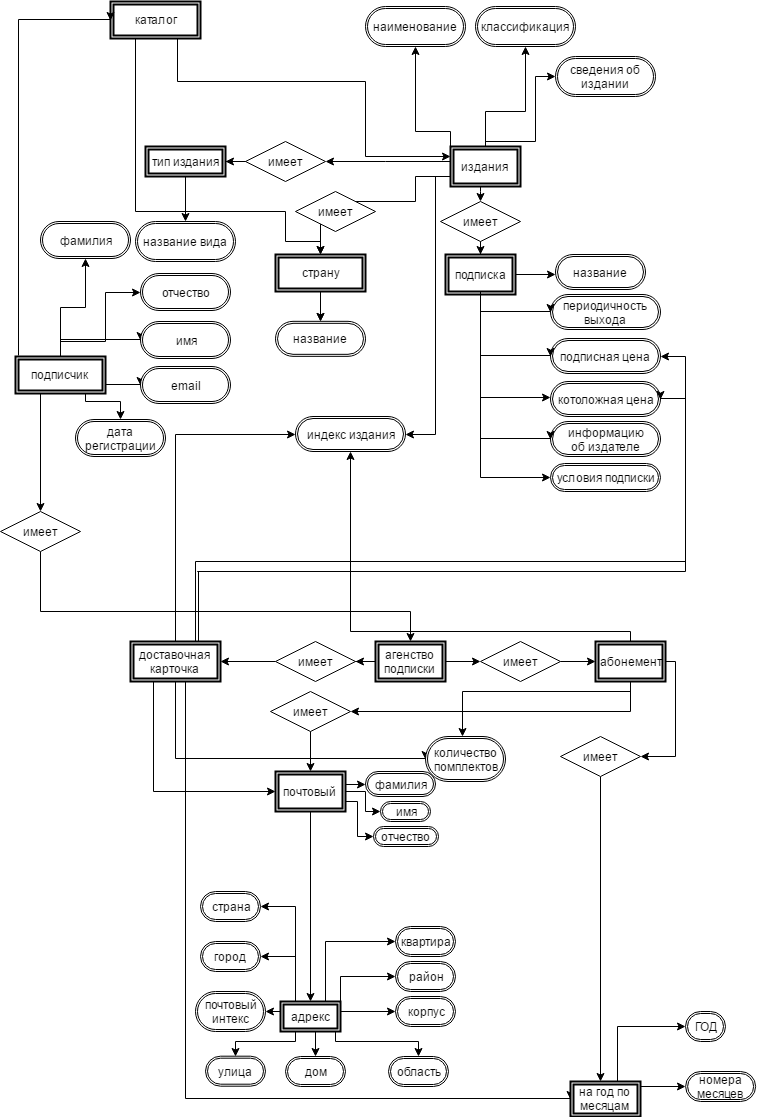 каталог
наименование
классификация
сведения об
издании
тип издания
имеет
издания
имеет
имеет
фамилия
название вида
страну
подписка
название
отчество
периодичность
выхода
имя
название
подписная цена
подписчик
email
котоложная цена
дата
регистрации
индекс издания
информацию
об издателе
условия подписки
имеет
доставочная
карточка
имеет
агенство
подписки
имеет
абонемент
имеет
количество
помплектов
имеет
почтовый
фамилия
имя
отчество
страна
город
квартира
район
почтовый
интекс
адрекс
корпус
улица
дом
область
ГОД
на год по
месяцам
номера
месяцев